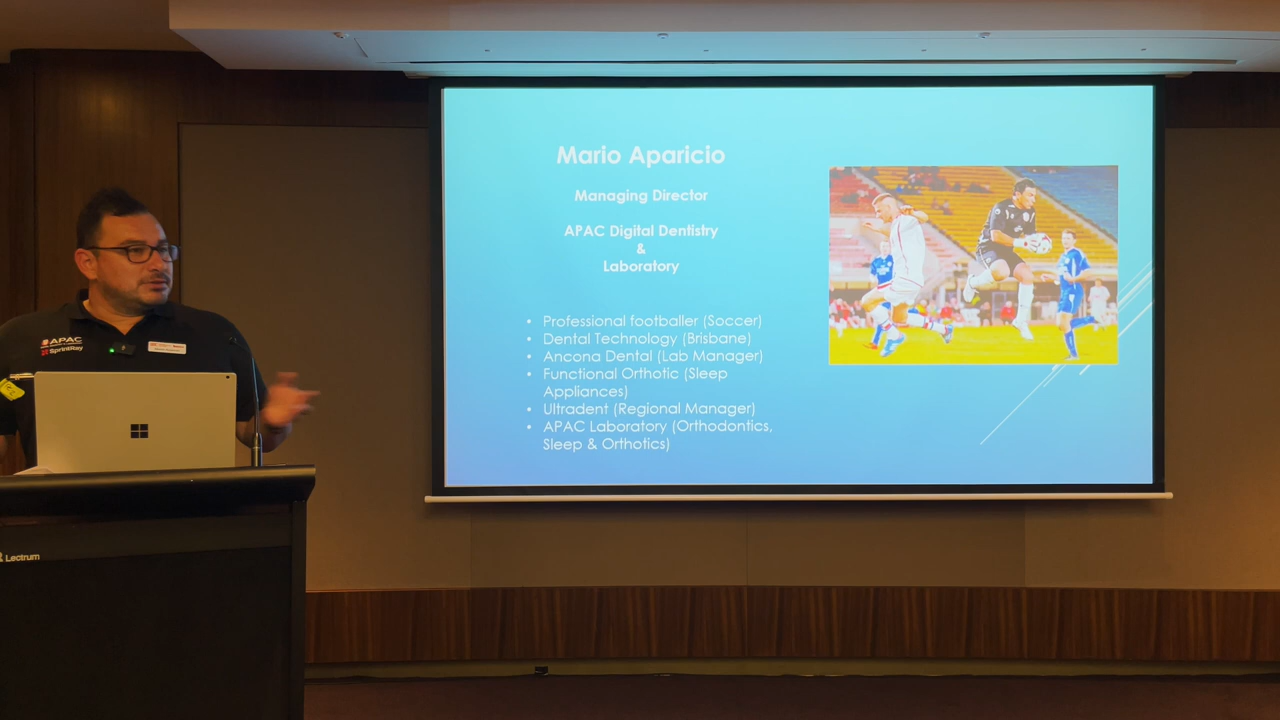 Mario Aparicio
Managing Director
APAC Digital Dentistry
&
Laboratory
• Professional footballer (Soccer)
• Dental Technology (Brisbane)
• Ancona Dental (Lab Manager)
• Functional Orthotic (Sleep
Appliances)
• Ultradent (Regional Manager)
• APAC Laboratory (Orthodontics,
Sleep & Orthotics)
APAC
SprintRay
Lectrum